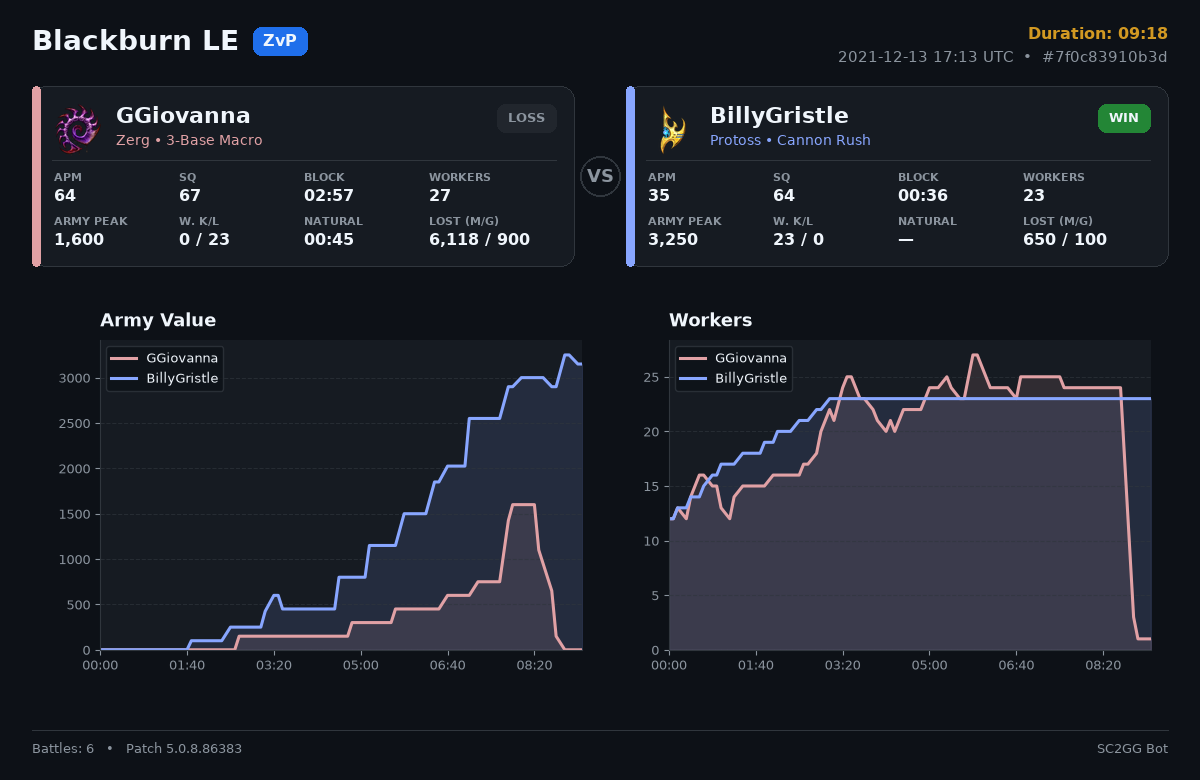 Blackburn LE ZvP
Duration: 09:18
2021-12-13 17:13 UTC • #7f0c83910b3d
GGiovanna
LOSS
Zerg • 3-Base Macro
APM SQ BLOCK WORKERS
64 67 02:57 27
ARMY PEAK W. K/L NATURAL LOST (M/G)
1,600 0 / 23 00:45 6,118 / 900
VS
BillyGristle
WIN
Protoss • Cannon Rush
APM SQ BLOCK WORKERS
35 64 00:36 23
ARMY PEAK W. K/L NATURAL LOST (M/G)
3,250 23 / 0 — 650 / 100
Army Value
GGiovanna
BillyGristle
3000
2500
2000
1500
1000
500
0
00:00 01:40 03:20 05:00 06:40 08:20
Workers
GGiovanna
BillyGristle
25
20
15
10
5
0
00:00 01:40 03:20 05:00 06:40 08:20
Battles: 6 • Patch 5.0.8.86383
SC2GG Bot